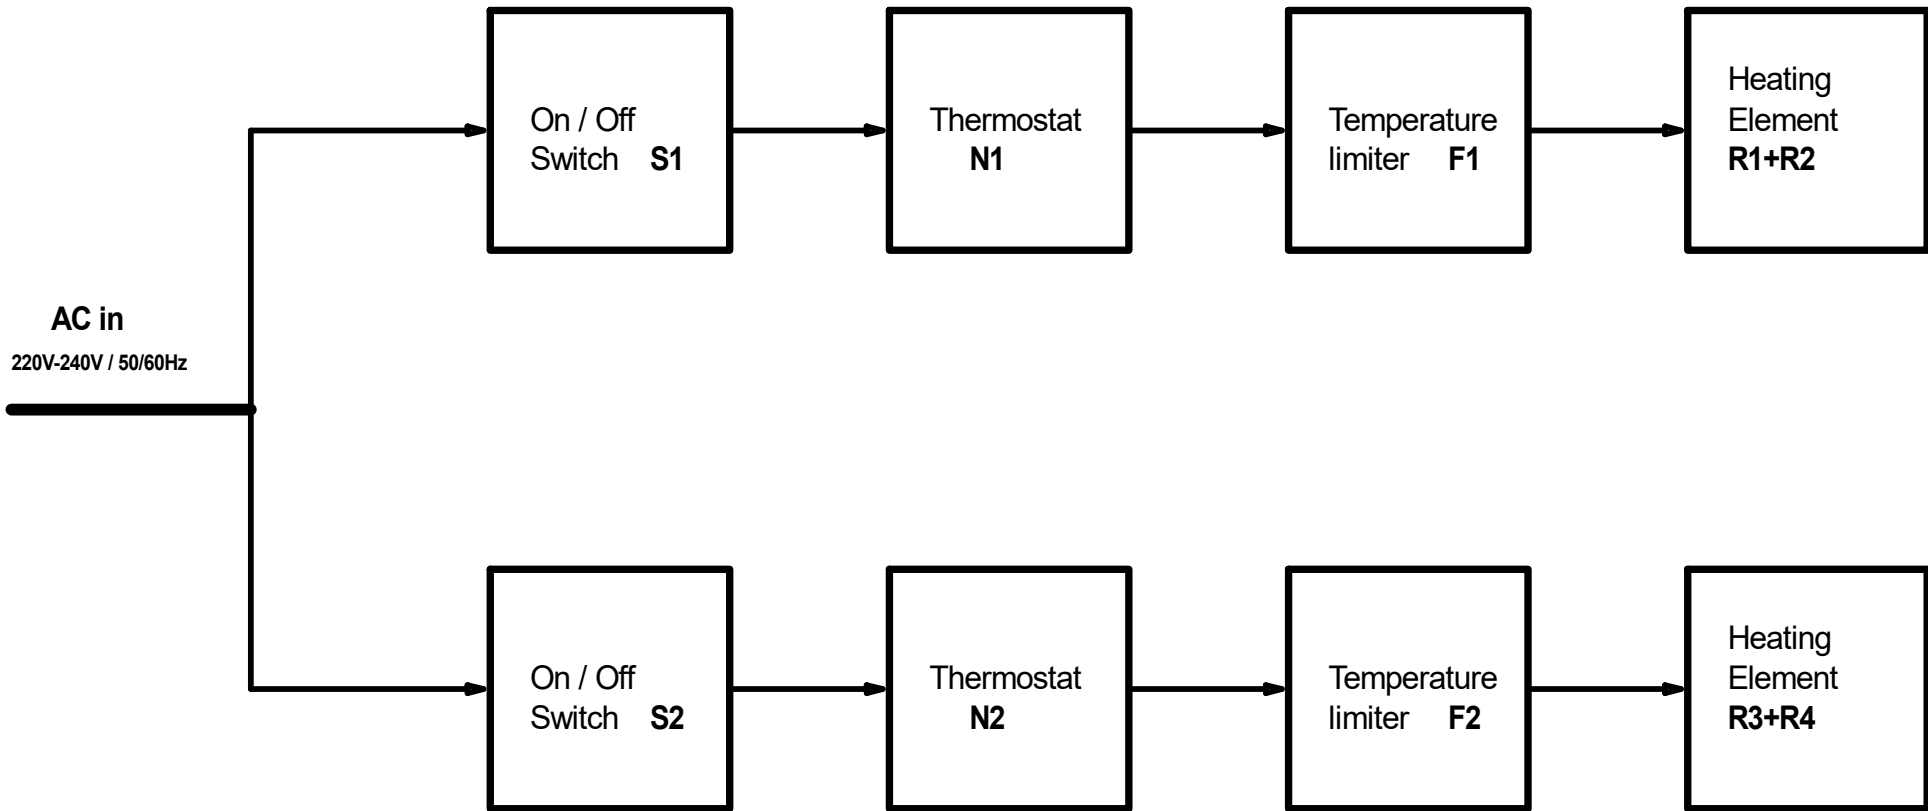 On / Off
Switch S1
Thermostat
N1
Temperature
limiter F1
Heating
Element
R1+R2
AC in
220V-240V / 50/60Hz
On / Off
Switch S2
Thermostat
N2
Temperature
limiter F2
Heating
Element
R3+R4